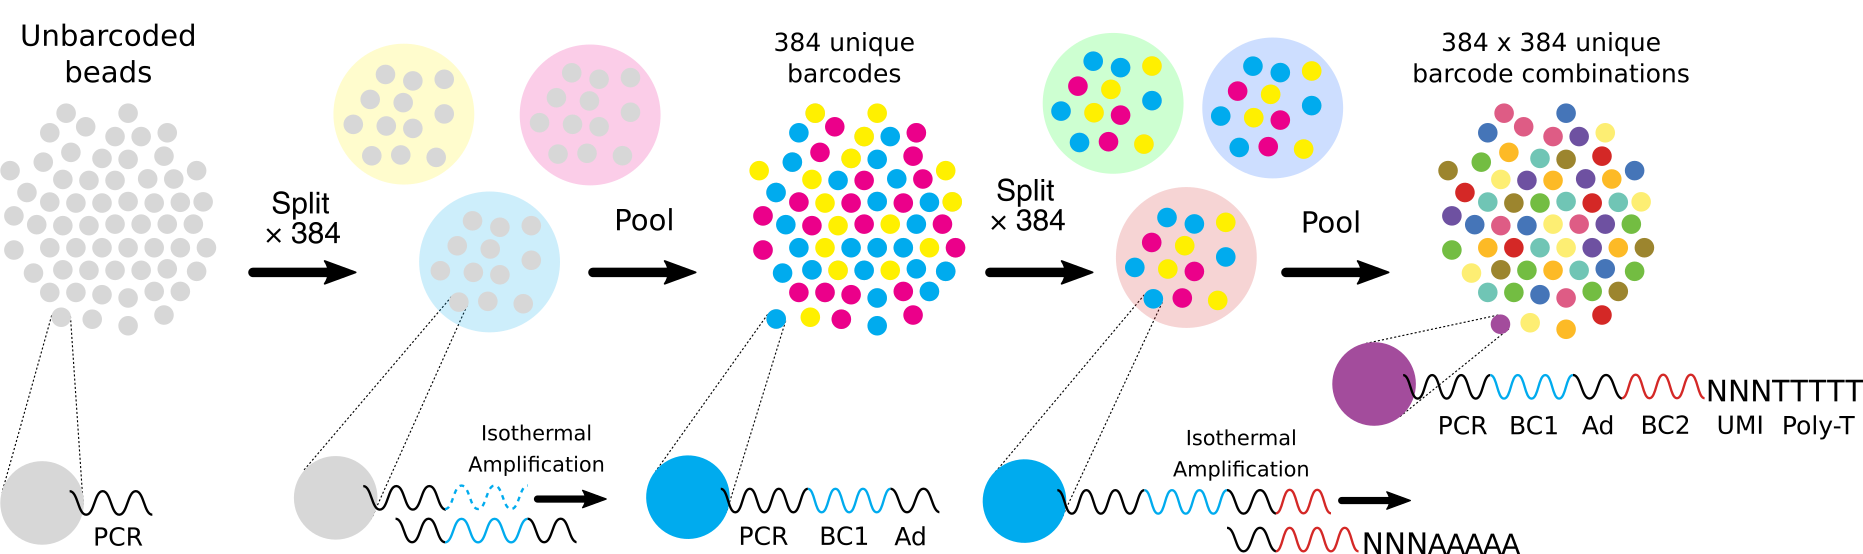 Unbarcoded
beads
PCR
Split
× 384
Isothermal
Amplification
Pool
384 unique
barcodes
PCR BC1 Ad
Split
× 384
Isothermal
Amplification
NNNAAAAA
Pool
384 x 384 unique
barcode combinations
NNNTTTTT
PCR BC1 Ad BC2 UMI Poly-T